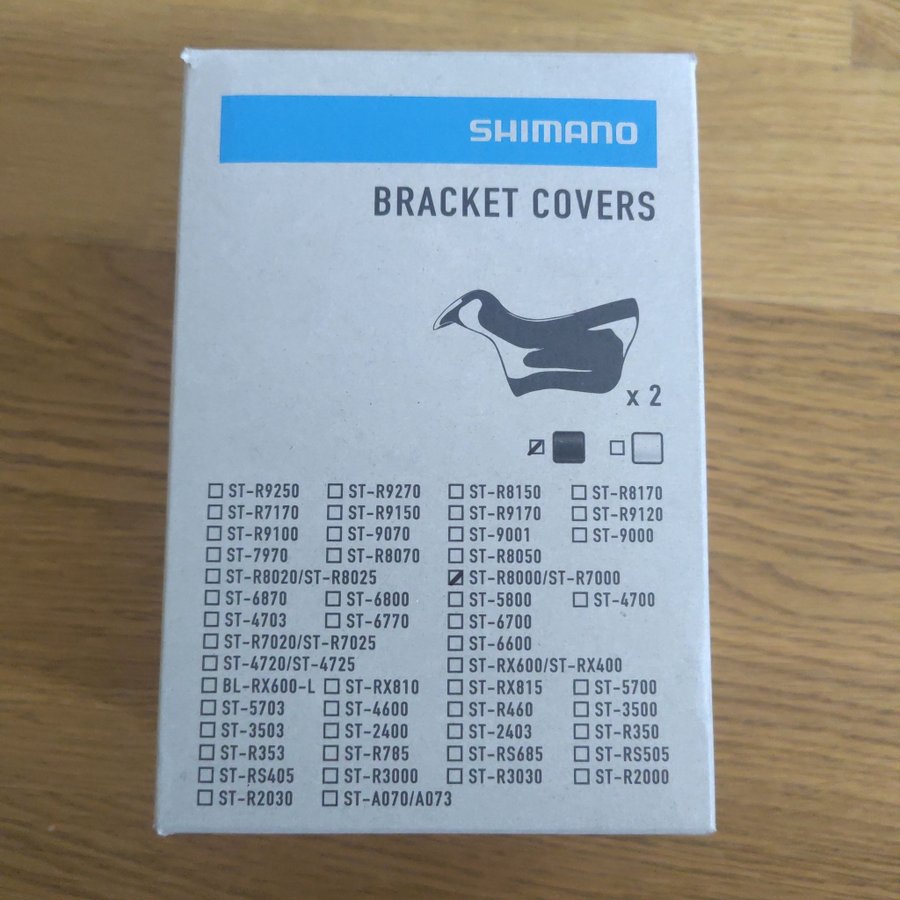 SHIMANO
BRACKET COVERS
x 2
ST-R9250 ST-R9270 ST-R8150 ST-R8170
ST-R7170 ST-R9150 ST-R9170 ST-R9120
ST-R9100 ST-9070 ST-9001 ST-9000
ST-7970 ST-R8070 ST-R8050
ST-R8020/ST-R8025 ST-R8000/ST-R7000
ST-6870 ST-6800 ST-5800 ST-4700
ST-4703 ST-6770 ST-6700
ST-R7020/ST-R7025 ST-6600
ST-4720/ST-4725 ST-RX600/ST-RX400
BL-RX600-L ST-RX810 ST-RX815 ST-5700
ST-5703 ST-4600 ST-R460 ST-3500
ST-3503 ST-2400 ST-2403 ST-R350
ST-R353 ST-R785 ST-RS685 ST-RS505
ST-RS405 ST-R3000 ST-R3030 ST-R2000
ST-R2030 ST-A070/A073